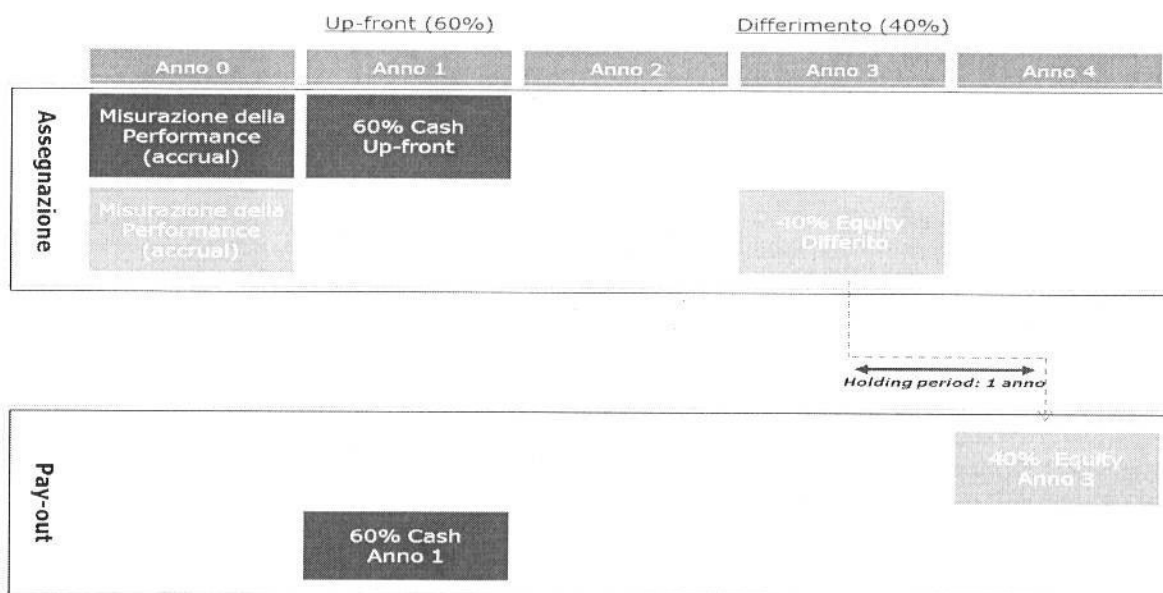 Up-front (60%)
Differimento (40%)
Anno 0
Anno 1
Anno 2
Anno 3
Anno 4
Assegnazione
Misurazione della
Performance
(accrual)
60% Cash
Up-front
Misurazione della
Performance
(accrual)
40% Equity
Differito
Holding period: 1 anno
Pay-out
40% Equity
Anno 3
60% Cash
Anno 1